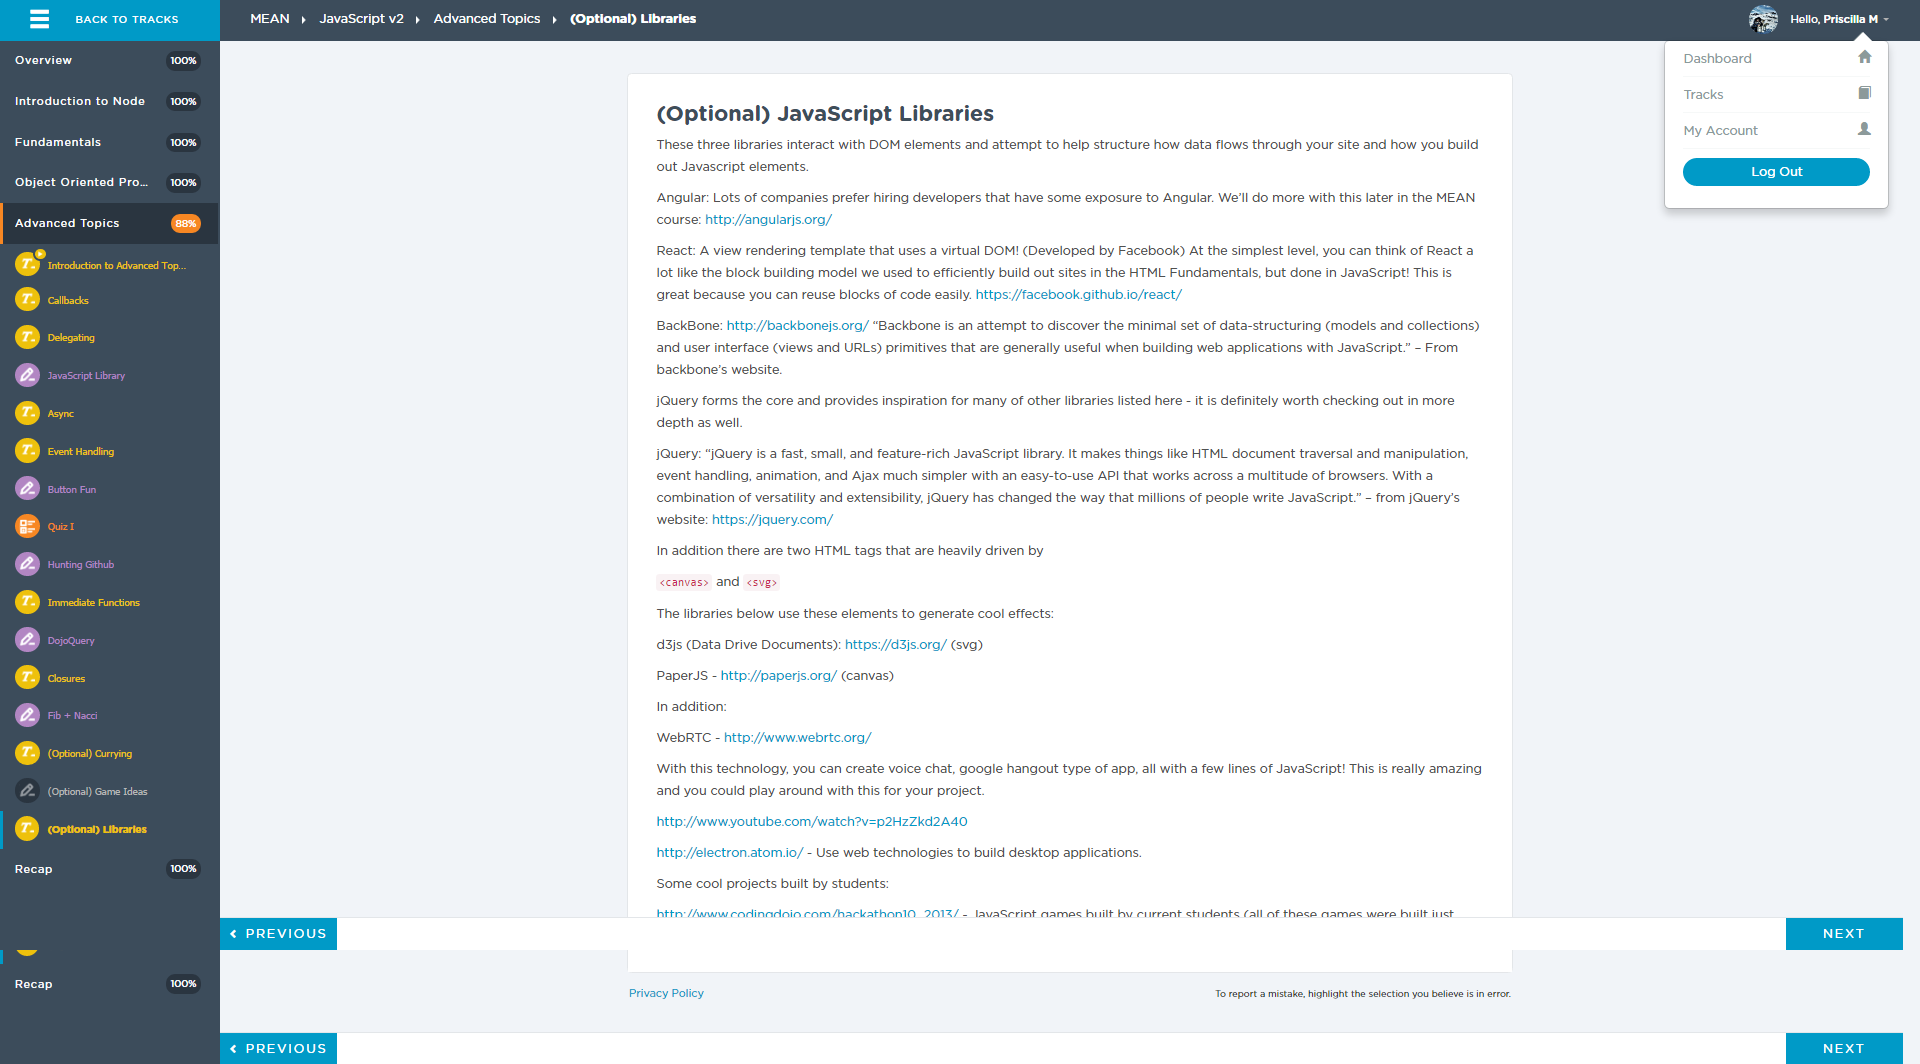 BACK TO TRACKS
MEAN
JavaScript v2
Advanced Topics
(Optional) Libraries
Hello, Priscilla M
Dashboard
Tracks
My Account
Log Out
Overview 100%
Introduction to Node 100%
Fundamentals 100%
Object Oriented Pro... 100%
Advanced Topics 88%
Introduction to Advanced Top...
Callbacks
Delegating
JavaScript Library
Async
Event Handling
Button Fun
Quiz I
Hunting Github
Immediate Functions
DojoQuery
Closures
Fib + Nacci
(Optional) Currying
(Optional) Game Ideas
(Optional) Libraries
Recap 100%
Recap 100%
(Optional) JavaScript Libraries
These three libraries interact with DOM elements and attempt to help structure how data flows through your site and how you build
out Javascript elements.
Angular: Lots of companies prefer hiring developers that have some exposure to Angular. We’ll do more with this later in the MEAN
course: http://angularjs.org/
React: A view rendering template that uses a virtual DOM! (Developed by Facebook) At the simplest level, you can think of React a
lot like the block building model we used to efficiently build out sites in the HTML Fundamentals, but done in JavaScript! This is
great because you can reuse blocks of code easily. https://facebook.github.io/react/
BackBone: http://backbonejs.org/ “Backbone is an attempt to discover the minimal set of data-structuring (models and collections)
and user interface (views and URLs) primitives that are generally useful when building web applications with JavaScript.” – From
backbone’s website.
jQuery forms the core and provides inspiration for many of other libraries listed here - it is definitely worth checking out in more
depth as well.
jQuery: “jQuery is a fast, small, and feature-rich JavaScript library. It makes things like HTML document traversal and manipulation,
event handling, animation, and Ajax much simpler with an easy-to-use API that works across a multitude of browsers. With a
combination of versatility and extensibility, jQuery has changed the way that millions of people write JavaScript.” – from jQuery’s
website: https://jquery.com/
In addition there are two HTML tags that are heavily driven by
<canvas> and <svg>
The libraries below use these elements to generate cool effects:
d3js (Data Drive Documents): https://d3js.org/ (svg)
PaperJS - http://paperjs.org/ (canvas)
In addition:
WebRTC - http://www.webrtc.org/
With this technology, you can create voice chat, google hangout type of app, all with a few lines of JavaScript! This is really amazing
and you could play around with this for your project.
http://www.youtube.com/watch?v=p2HzZkd2A40
http://electron.atom.io/ - Use web technologies to build desktop applications.
Some cool projects built by students:
http://www.codingdojo.com/hackathon10_2013/ - JavaScript games built by current students (all of these games were built just
PREVIOUS
NEXT
Privacy Policy
To report a mistake, highlight the selection you believe is in error.
PREVIOUS
NEXT